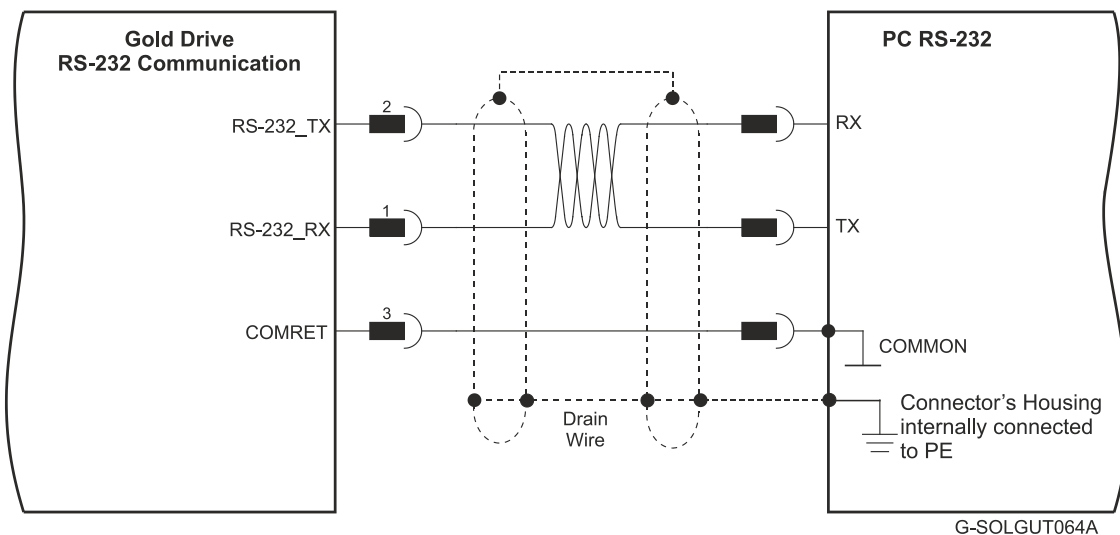 Gold Drive
RS-232 Communication
PC RS-232
2
RS-232_TX
RX
1
RS-232_RX
TX
3
COMRET
COMMON
Drain
Wire
Connector's Housing
internally connected
to PE
G-SOLGUT064A